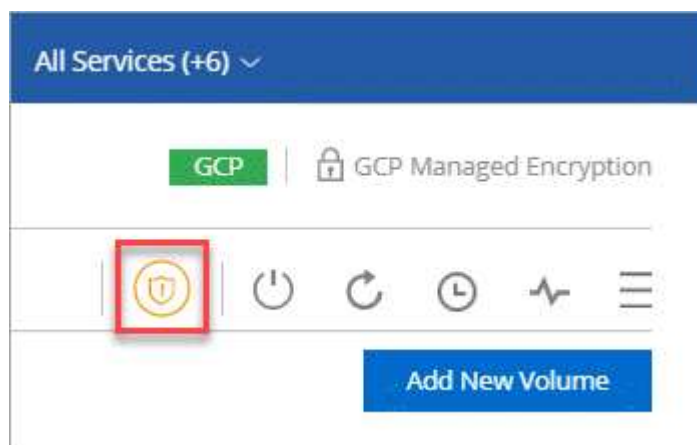 All Services (+6)
GCP
GCP Managed Encryption
Add New Volume